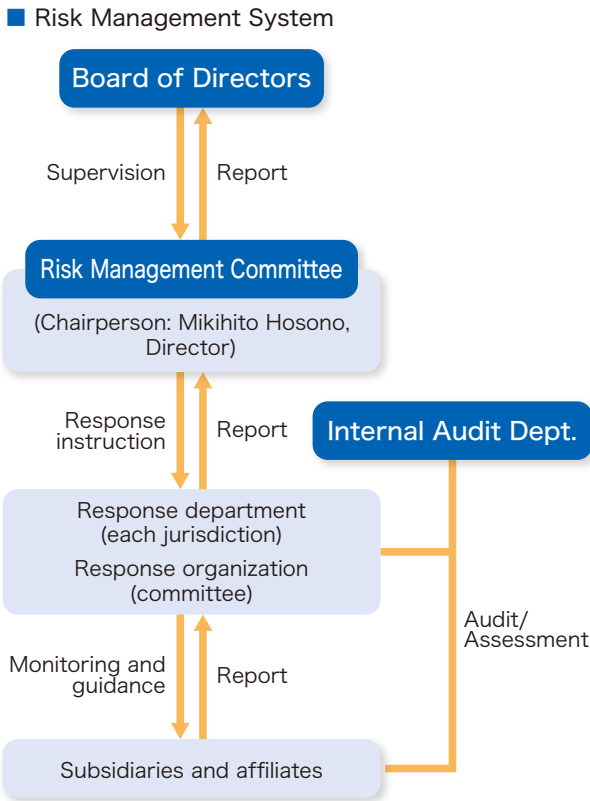 ■ Risk Management System
Board of Directors
Supervision
Report
Risk Management Committee
(Chairperson: Mikihito Hosono,
Director)
Response
instruction
Report
Internal Audit Dept.
Response department
(each jurisdiction)
Response organization
(committee)
Audit/
Assessment
Monitoring and
guidance
Report
Subsidiaries and affiliates